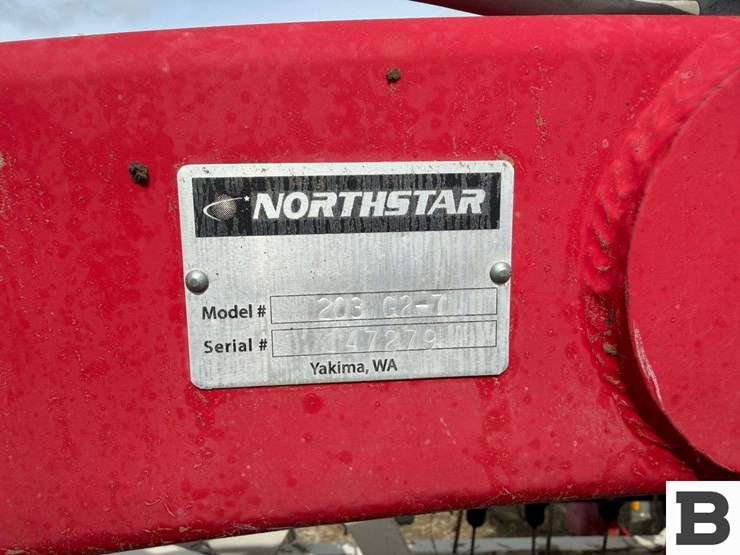 NORTHSTAR
Model # 203 G2-7
Serial # 147279
Yakima, WA
B